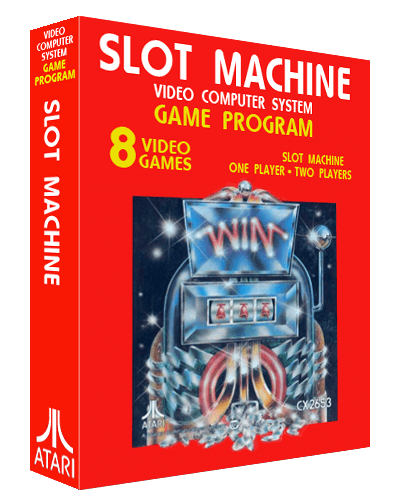 VIDEO
COMPUTER
SYSTEM
GAME
PROGRAM
SLOT MACHINE
ATARI
SLOT MACHINE
VIDEO COMPUTER SYSTEM
GAME PROGRAM
8 VIDEO
GAMES
SLOT MACHINE
ONE PLAYER • TWO PLAYERS
WIN
CX2653
ATARI